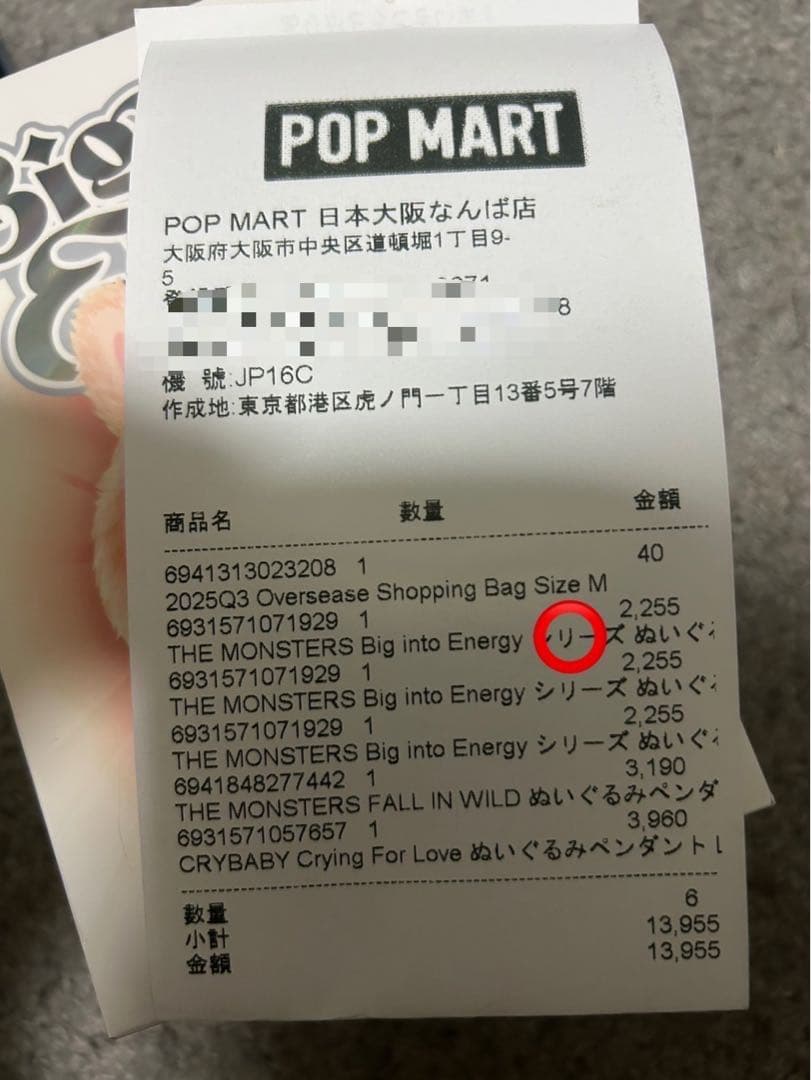 Big
POP MART
POP MART 日本大阪なんば店
大阪府大阪市中央区道頓堀1丁目9-
5
8
機 號:JP16C
作成地:東京都港区虎ノ門一丁目13番5号7階
商品名 数量 金額
6941313023208 1 40
2025Q3 Oversease Shopping Bag Size M
6931571071929 1 2,255
THE MONSTERS Big into Energy シリーズ ぬいぐ
6931571071929 1 2,255
THE MONSTERS Big into Energy シリーズ ぬいぐ
6931571071929 1 2,255
THE MONSTERS Big into Energy シリーズ ぬいぐ
6941848277442 1 3,190
THE MONSTERS FALL IN WILD ぬいぐるみペンダ
6931571057657 1 3,960
CRYBABY Crying For Love ぬいぐるみペンダント L
数量 6
小計 13,955
金額 13,955